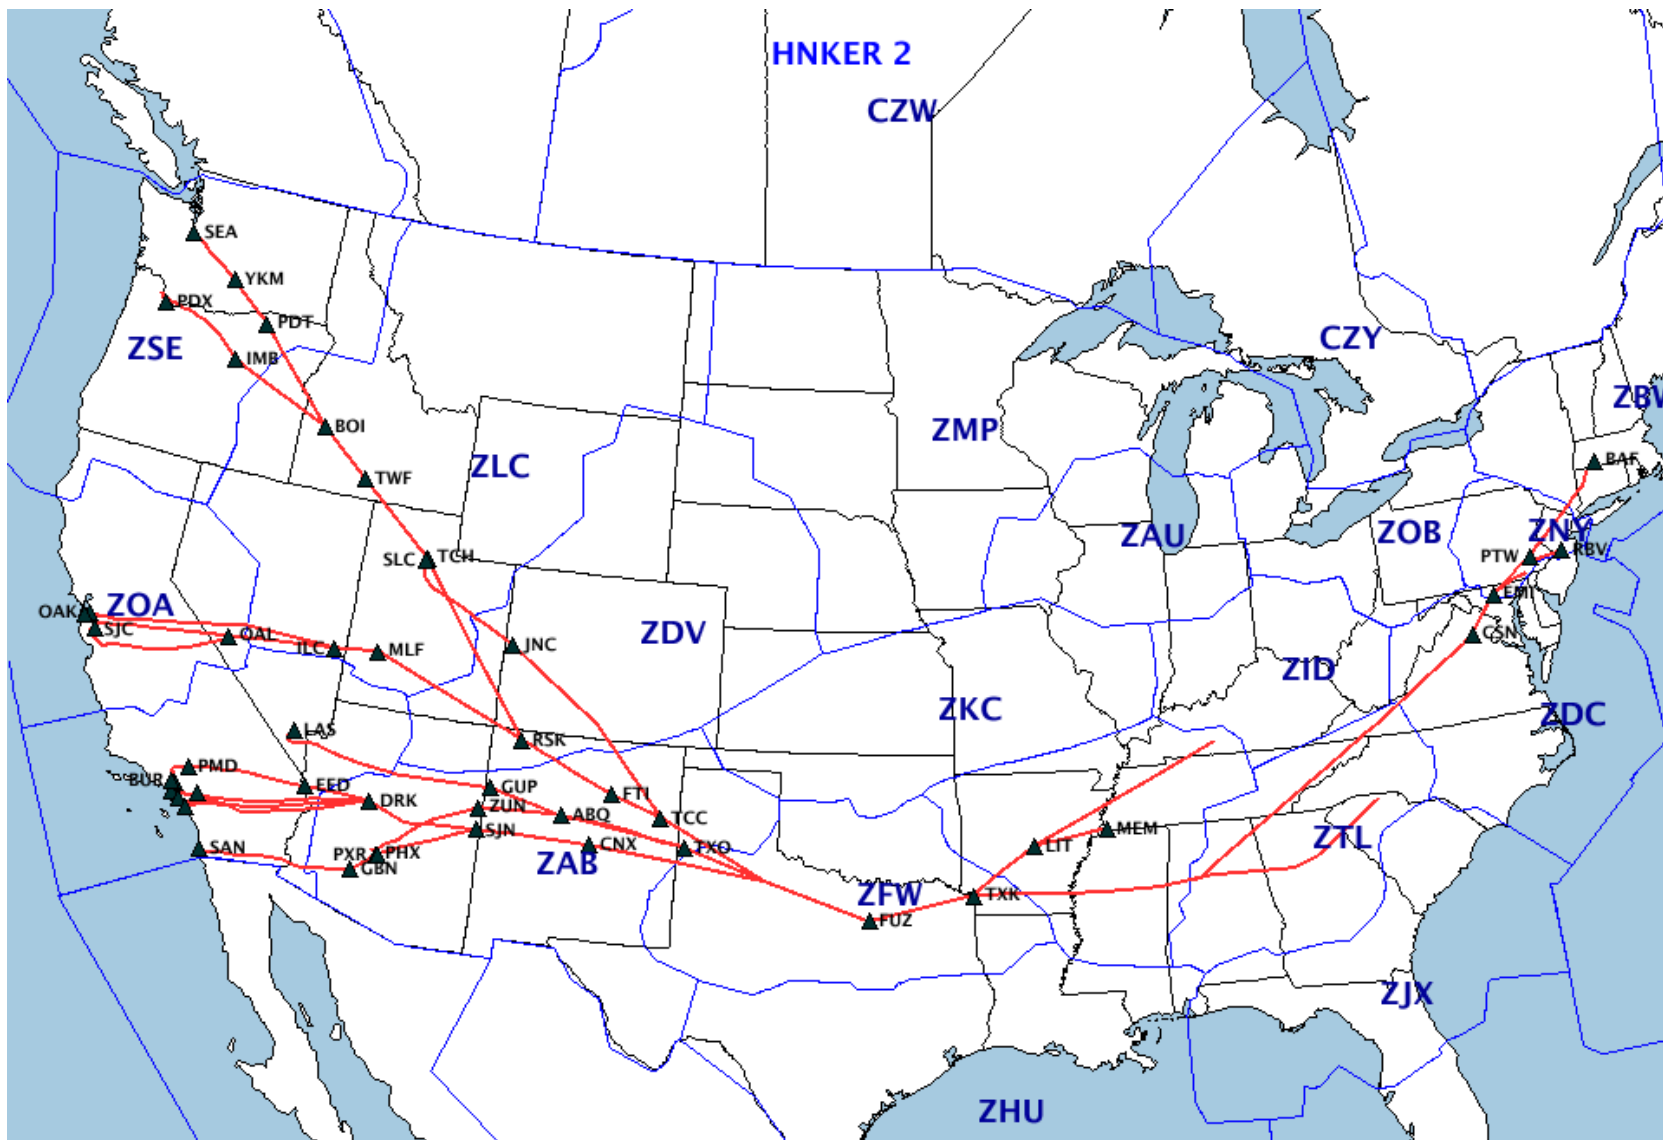 HNKER 2
CZW
SEA
YKM
PDX
PDT
CZY
ZSE
IMB
ZBW
BOI
ZMP
BAF
ZLC
TWF
ZAU
ZOB
ZNY
SLC
TCH
PTW
RBV
EMI
OAK
ZOA
SJC
OAL
ZDV
CSN
ILC
MLF
JNC
ZID
ZKC
ZDC
LAS
RSK
PMD
BUR
EED
GUP
DRK
ZUN
FTI
ABQ
TCC
SJN
MEM
ZTL
SAN
PXR
PHX
CNX
TXO
LIT
GBN
ZAB
ZFW
TXK
FUZ
ZJX
ZHU